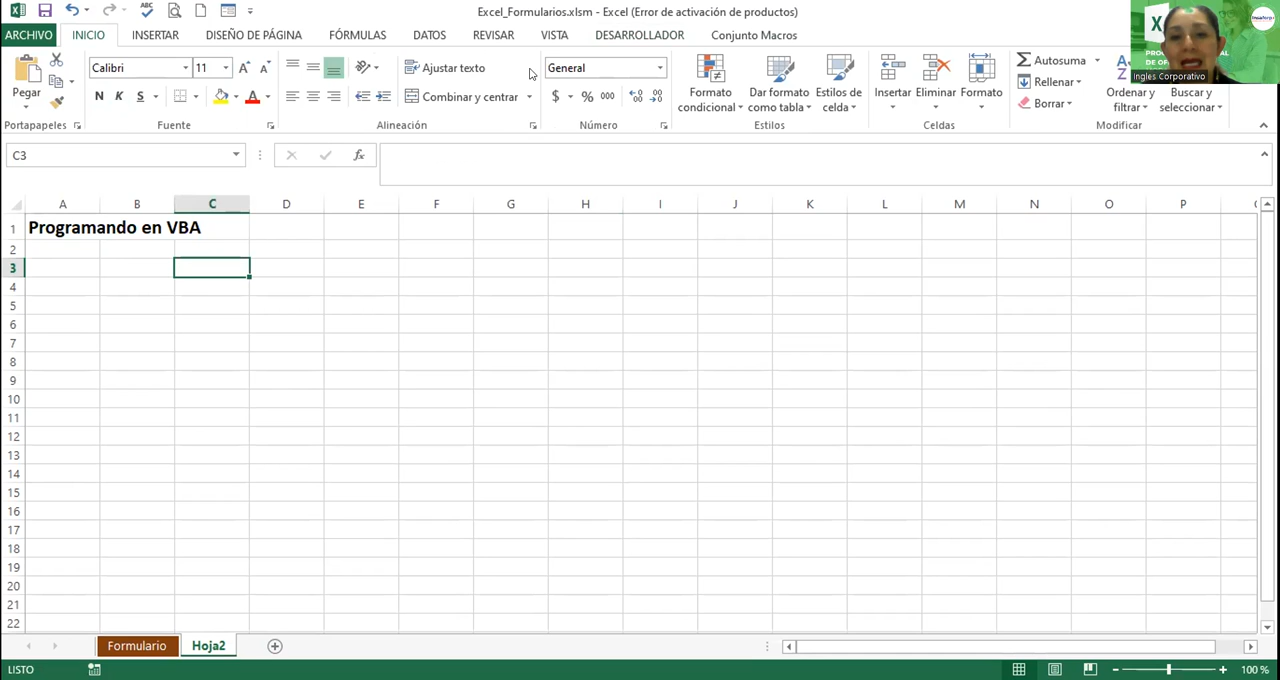 Excel_Formularios.xlsm - Excel (Error de activación de productos)
ARCHIVO INICIO INSERTAR DISEÑO DE PÁGINA FÓRMULAS DATOS REVISAR VISTA DESARROLLADOR Conjunto Macros
Calibri 11 Ajustar texto General Autosuma
Rellenar
Pegar N K S A Combinar y centrar $ % 000 Formato condicional Dar formato como tabla Estilos de celda Insertar Eliminar Formato Borrar Ordenar y filtrar Buscar y seleccionar
Portapapeles Fuente Alineación Número Estilos Celdas Modificar
Ingles Corporativo
C3 fx
A B C D E F G H I J K L M N O P
1 Programando en VBA
2
3
4
5
6
7
8
9
10
11
12
13
14
15
16
17
18
19
20
21
22
Formulario Hoja2
LISTO 100 %